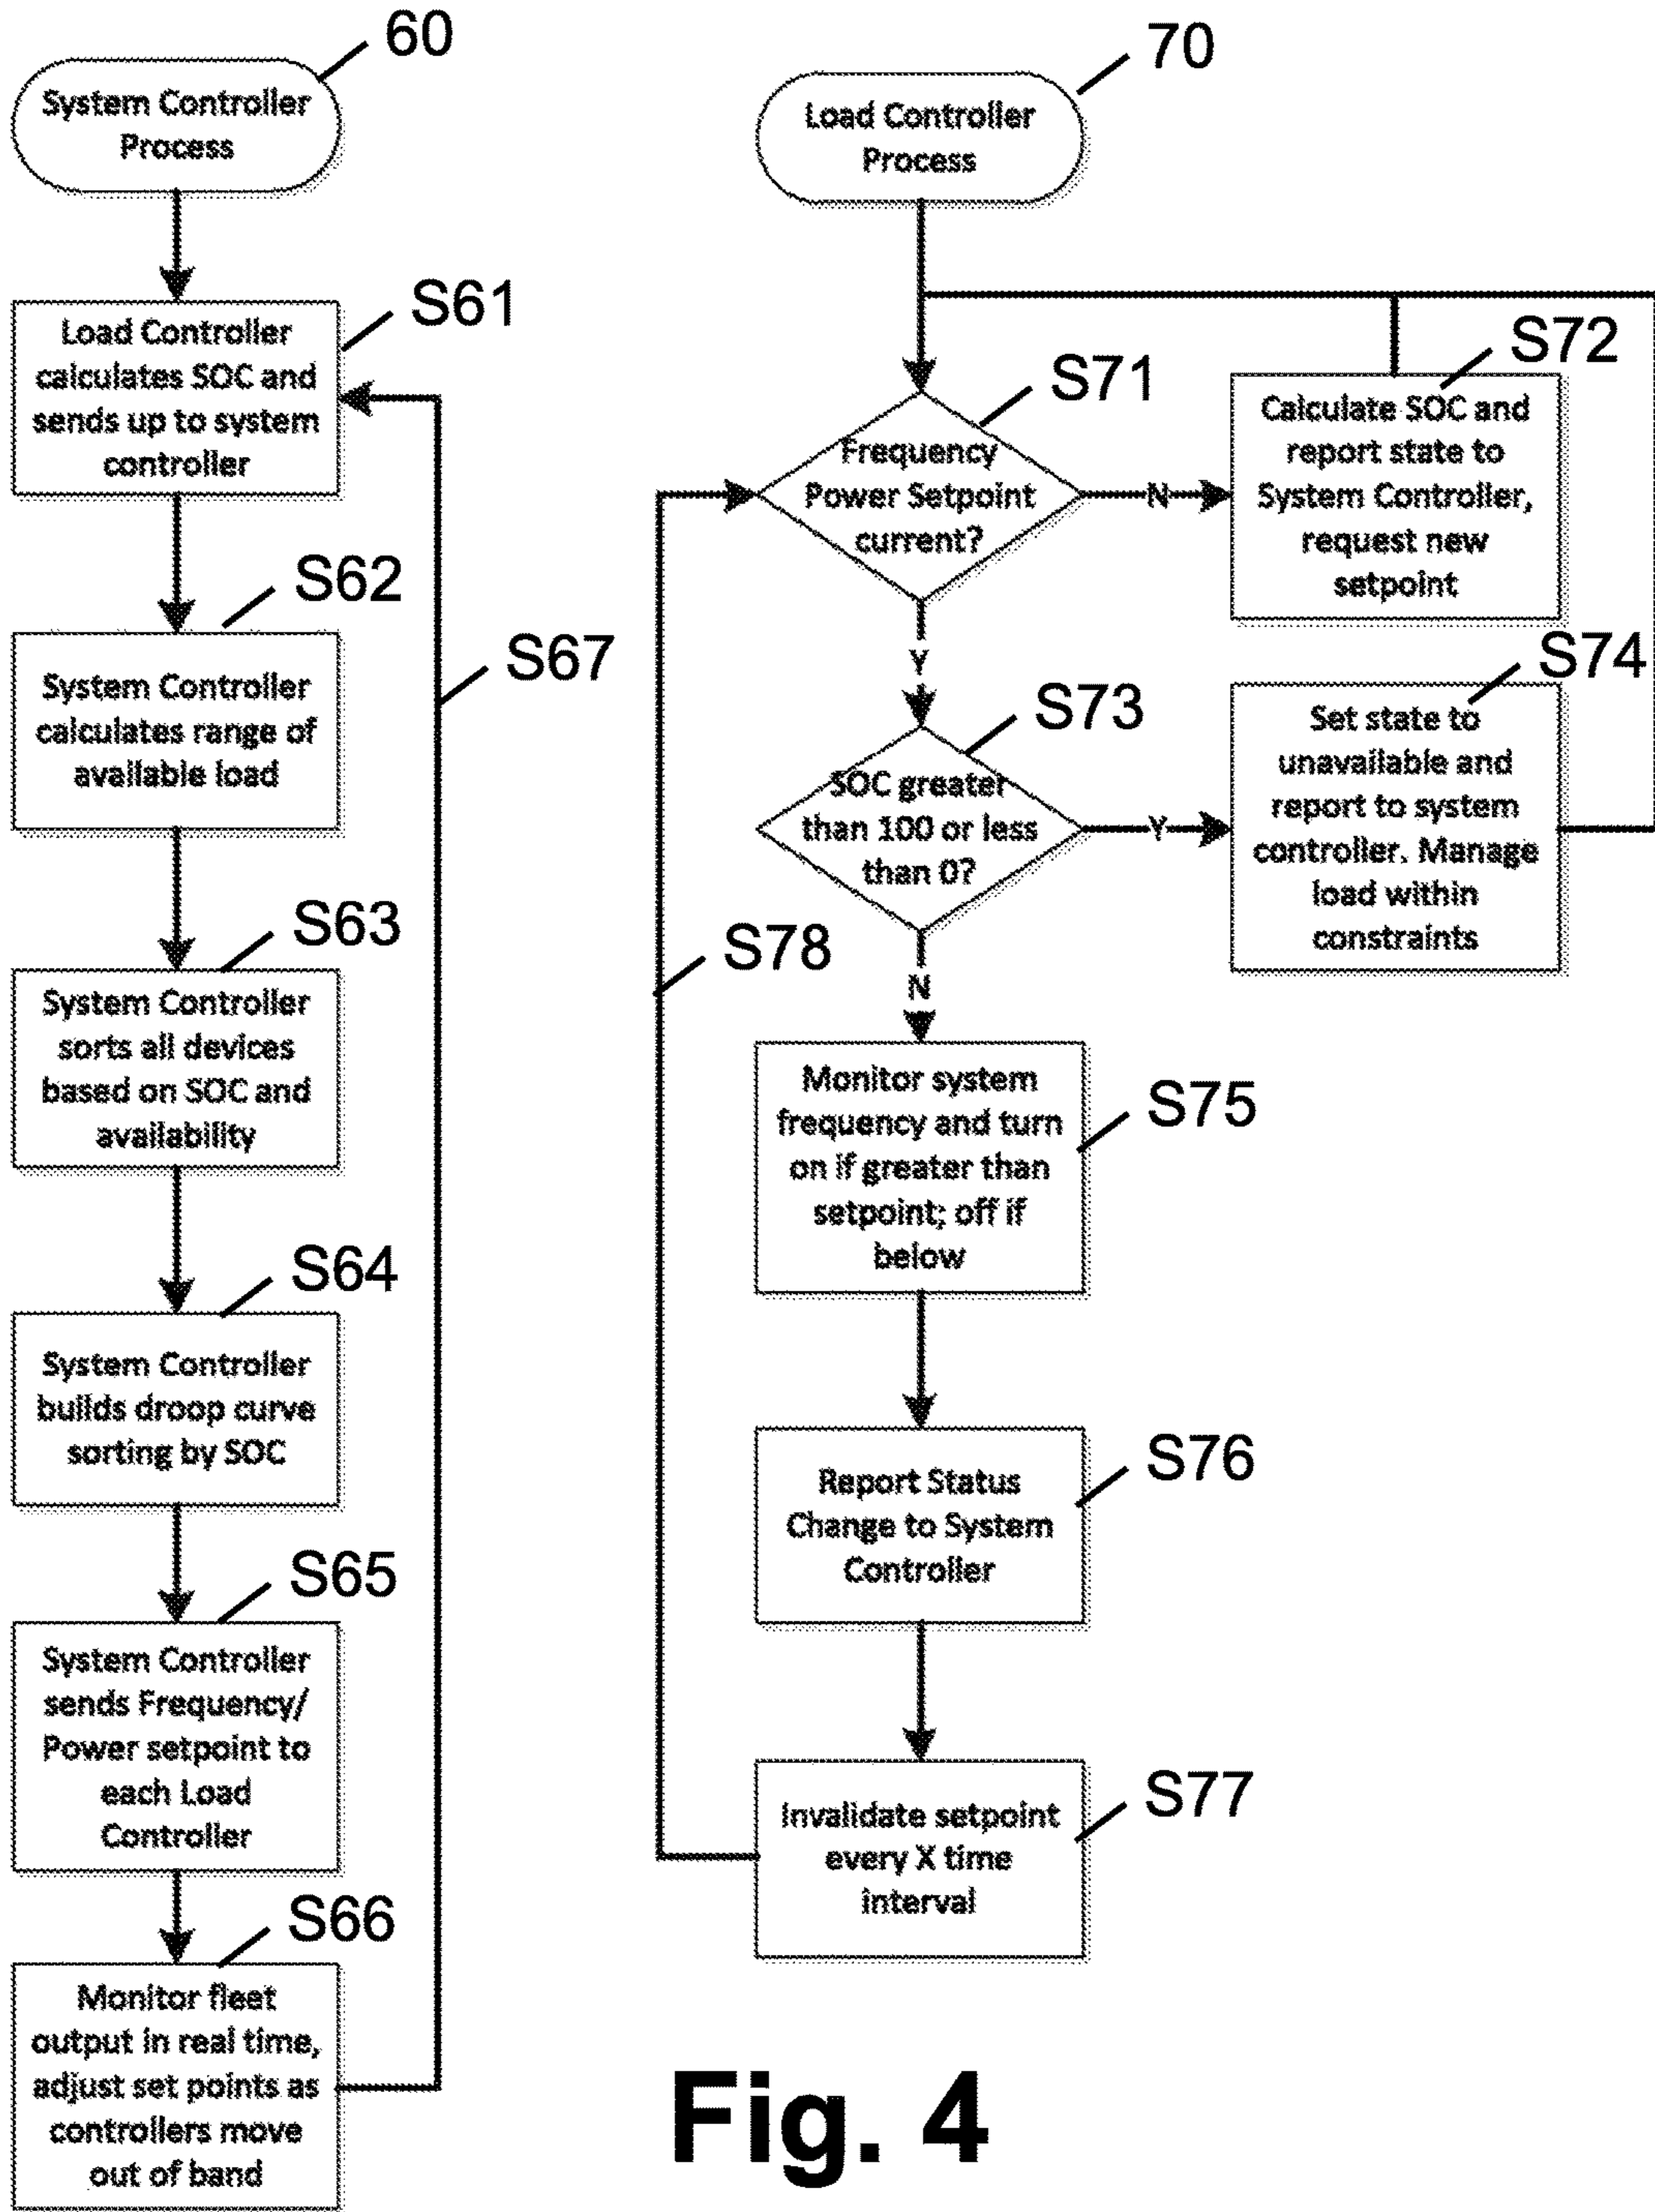 60
System Controller
Process
S61
Load Controller
calculates SOC and
sends up to system
controller
S62
System Controller
calculates range of
available load
S67
S63
System Controller
sorts all devices
based on SOC and
availability
S64
System Controller
builds droop curve
sorting by SOC
S65
System Controller
sends Frequency/
Power setpoint to
each Load
Controller
S66
Monitor fleet
output in real time,
adjust set points as
controllers move
out of band
70
Load Controller
Process
S71
Frequency
Power Setpoint
current?
N
S72
Calculate SOC and
report state to
System Controller,
request new
setpoint
Y
S73
SOC greater
than 100 or less
than 0?
Y
S74
Set state to
unavailable and
report to system
controller. Manage
load within
constraints
S78
N
S75
Monitor system
frequency and turn
on if greater than
setpoint; off if
below
S76
Report Status
Change to System
Controller
S77
Invalidate setpoint
every X time
interval
Fig. 4